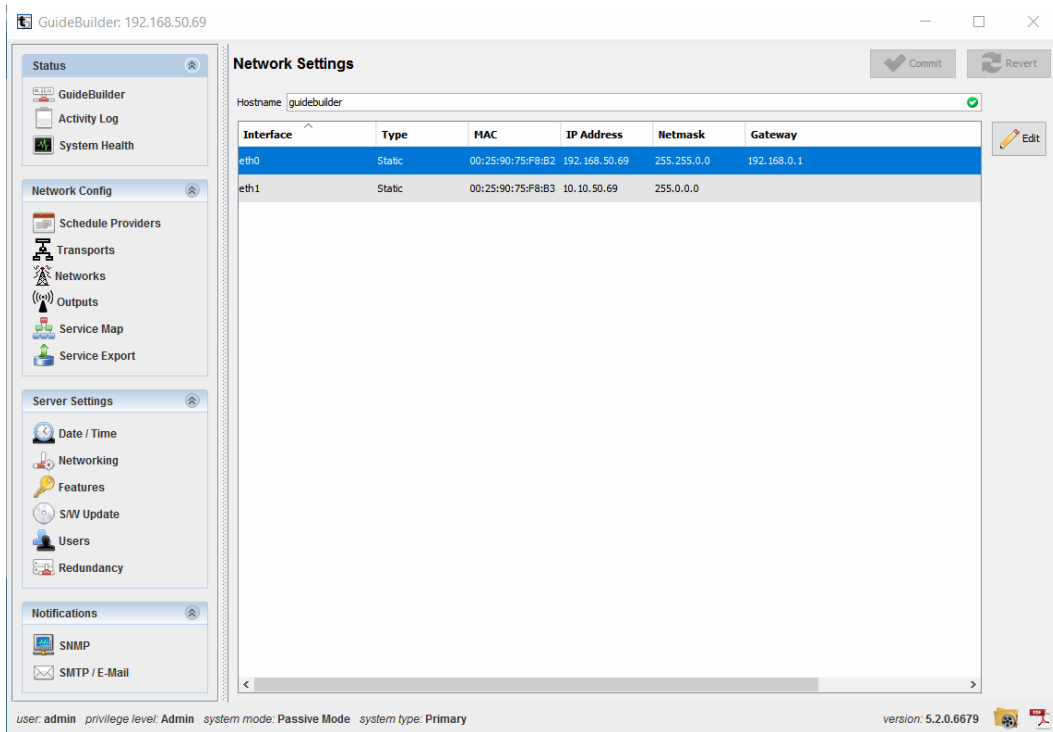 GuideBuilder: 192.168.50.69
Status
GuideBuilder
Activity Log
System Health
Network Config
Schedule Providers
Transports
Networks
Outputs
Service Map
Service Export
Server Settings
Date / Time
Networking
Features
S/W Update
Users
Redundancy
Notifications
SNMP
SMTP / E-Mail
Network Settings
Commit
Revert
Hostname guidebuilder
Interface Type MAC IP Address Netmask Gateway
eth0 Static 00:25:90:75:F8:B2 192.168.50.69 255.255.0.0 192.168.0.1
eth1 Static 00:25:90:75:F8:B3 10.10.50.69 255.0.0.0
Edit
user: admin privilege level: Admin system mode: Passive Mode system type: Primary
version: 5.2.0.6679
PDF